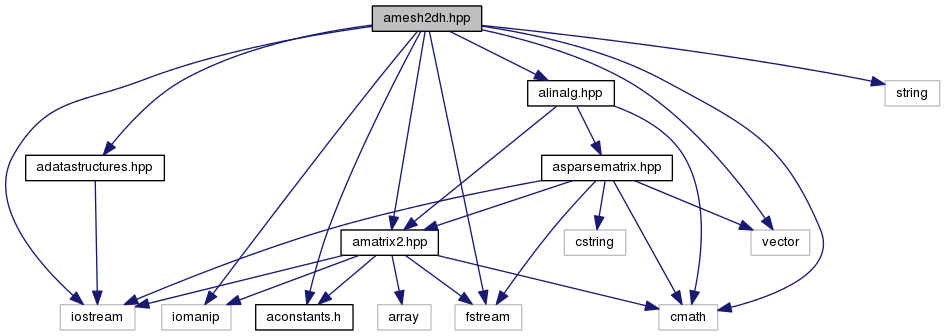 amesh2dh.hpp
alinalg.hpp
string
adatastructures.hpp
asparsematrix.hpp
amatrix2.hpp
cstring
vector
iostream
iomanip
aconstants.h
array
fstream
cmath